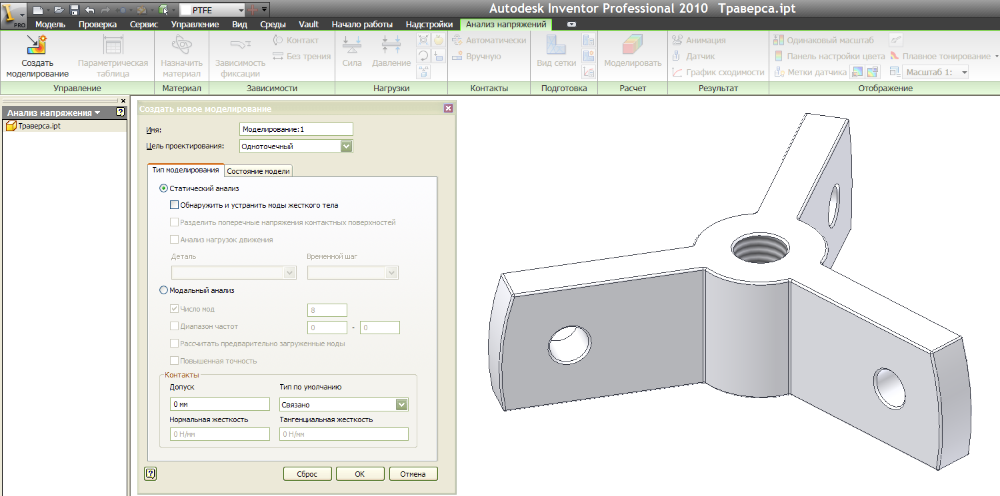 PTFE
Autodesk Inventor Professional 2010 Траверса.ipt
PRO
Модель Проверка Сервис Управление Вид Среды Vault Начало работы Надстройки Анализ напряжений
Создать моделирование
Параметрическая таблица
Управление
Назначить материал
Материал
Зависимость фиксации
Контакт
Без трения
Зависимости
Сила
Давление
Нагрузки
Автоматически
Вручную
Контакты
Вид сетки
Подготовка
Моделировать
Расчет
Анимация
Датчик
График сходимости
Результат
Одинаковый масштаб
Панель настройки цвета
Плавное тонирование
Метки датчика
Масштаб 1:
Отображение
Анализ напряжения
Траверса.ipt
Создать новое моделирование
Имя:
Моделирование:1
Цель проектирования:
Одноточечный
Тип моделирования
Состояние модели
Статический анализ
Обнаружить и устранить моды жесткого тела
Разделить поперечные напряжения контактных поверхностей
Анализ нагрузок движения
Деталь
Временной шаг
Модальный анализ
Число мод
8
Диапазон частот
0 - 0
Рассчитать предварительно загруженные моды
Повышенная точность
Контакты
Допуск
Тип по умолчанию
0 мм
Связано
Нормальная жесткость
Тангенциальная жесткость
0 Н/мм
0 Н/мм
Сброс
OK
Отмена